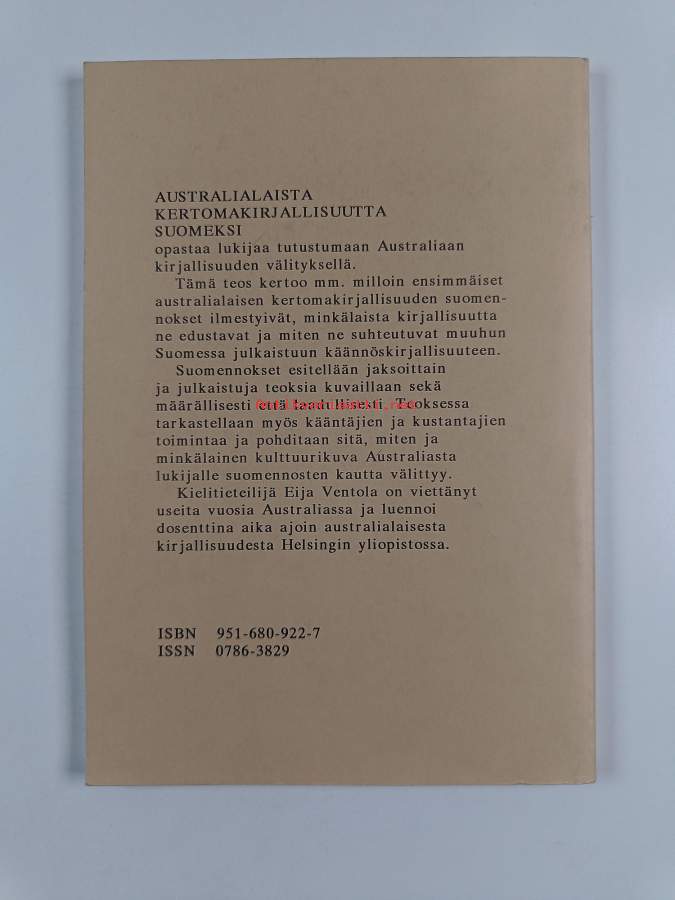 AUSTRALIALAISTA
KERTOMAKIRJALLISUUTTA
SUOMEKSI
opastaa lukijaa tutustumaan Australiaan
kirjallisuuden välityksellä.
Tämä teos kertoo mm. milloin ensimmäiset
australialaisen kertomakirjallisuuden suomen-
nokset ilmestyivät, minkälaista kirjallisuutta
ne edustavat ja miten ne suhteutuvat muuhun
Suomessa julkaistuun käännöskirjallisuuteen.
Suomennokset esitellään jaksoittain
ja julkaistuja teoksia kuvaillaan sekä
määrällisesti että laadullisesti. Teoksessa
tarkastellaan myös kääntäjien ja kustantajien
toimintaa ja pohditaan sitä, miten ja
minkälainen kulttuurikuva Australiasta
lukijalle suomennosten kautta välittyy.
Kielitieteilijä Eija Ventola on viettänyt
useita vuosia Australiassa ja luennoi
dosenttina aika ajoin australialaisesta
kirjallisuudesta Helsingin yliopistossa.
ISBN 951-680-922-7
ISSN 0786-3829